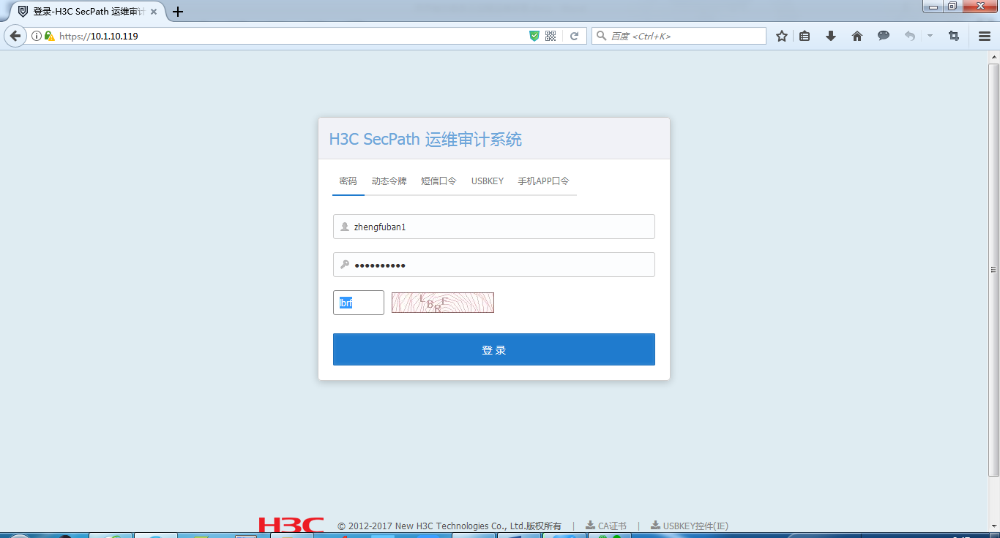 登录-H3C SecPath 运维审计
https://10.1.10.119
百度 <Ctrl+K>
H3C SecPath 运维审计系统
密码 动态令牌 短信口令 USBKEY 手机APP口令
zhengfuban1
••••••••••
lbrf
LBRF
登 录
H3C © 2012-2017 New H3C Technologies Co., Ltd.版权所有 | CA证书 | USBKEY控件(IE)